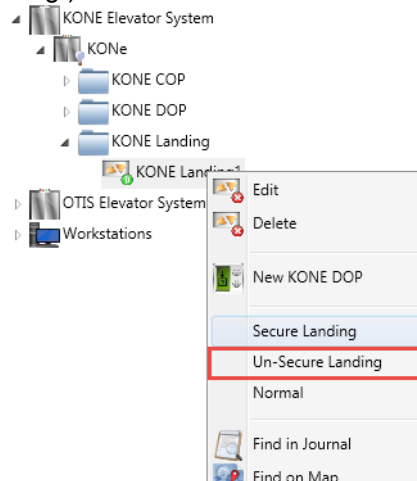 KONE Elevator System
KONe
KONE COP
KONE DOP
KONE Landing
KONE Landing1
OTIS Elevator System
Workstations
Edit
Delete
New KONE DOP
Secure Landing
Un-Secure Landing
Normal
Find in Journal
Find on Map